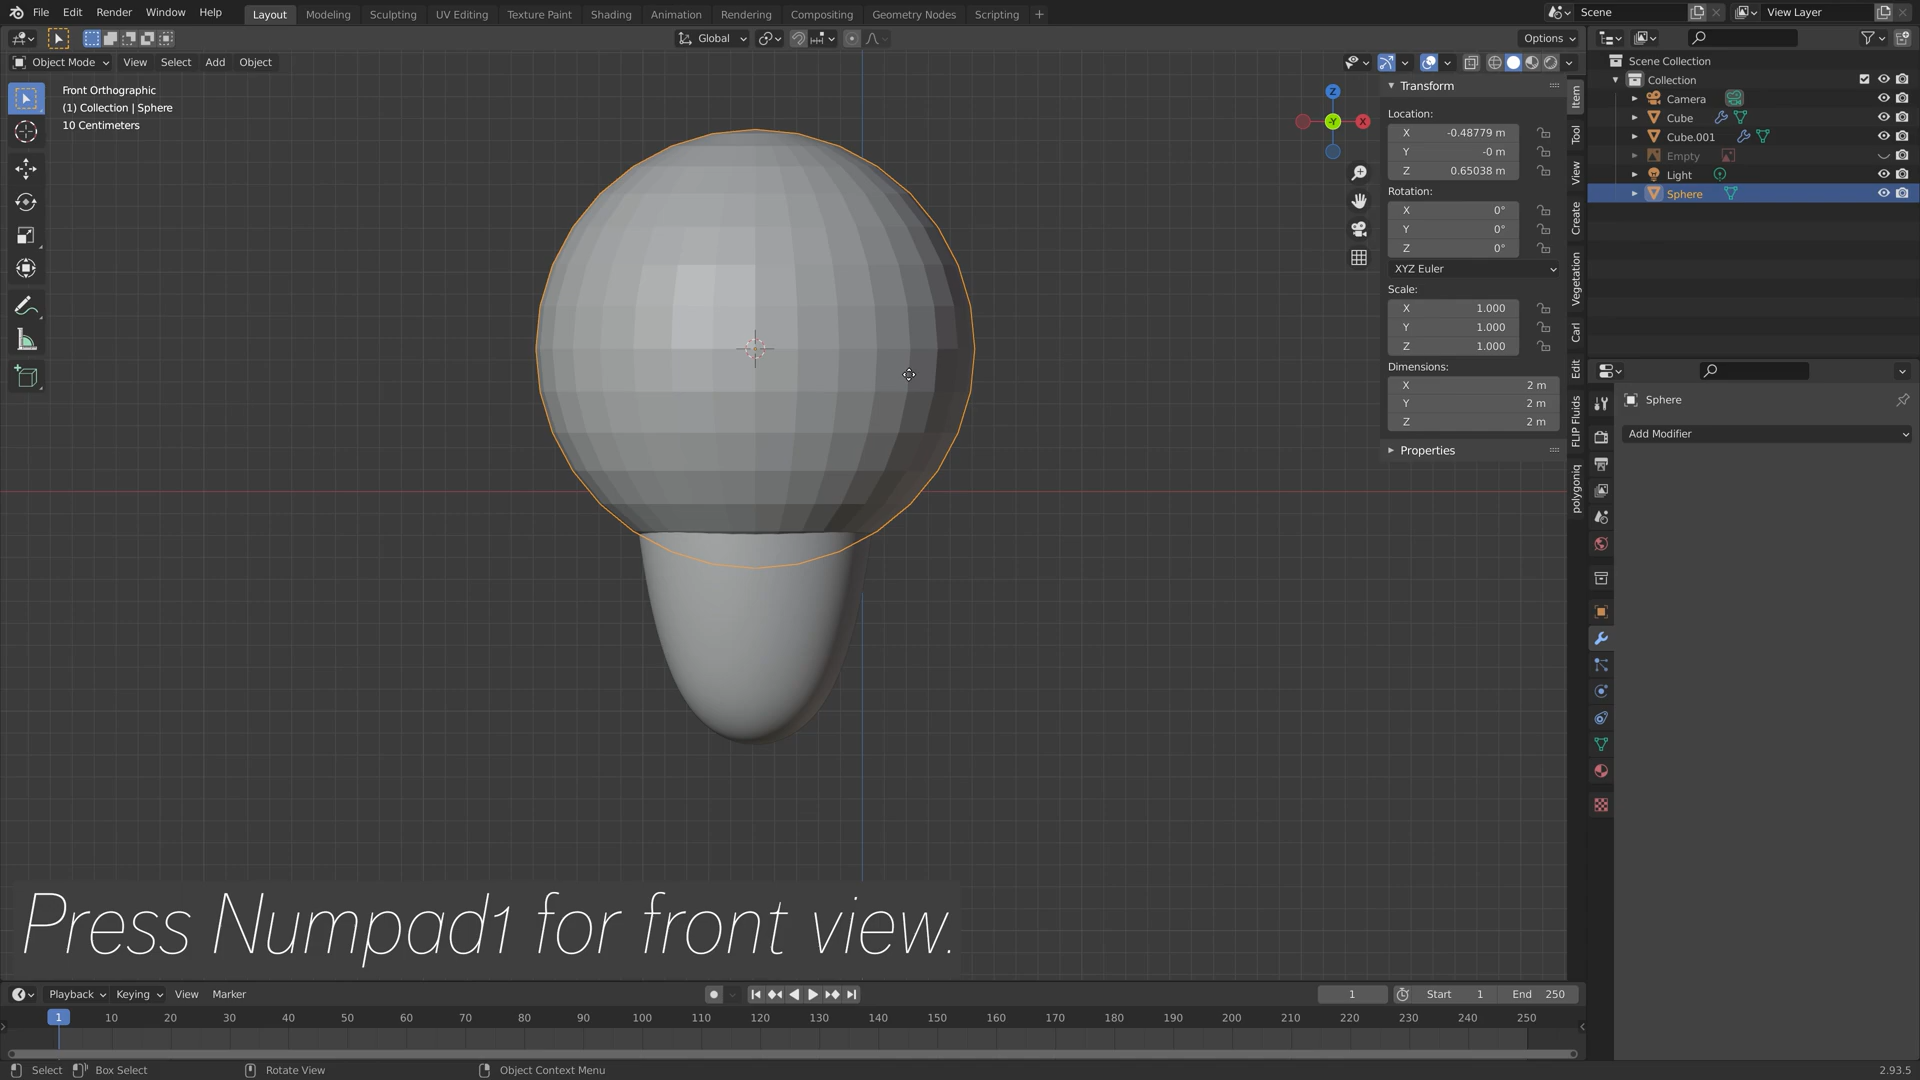 File Edit Render Window Help
Layout Modeling Sculpting UV Editing Texture Paint Shading Animation Rendering Compositing Geometry Nodes Scripting +
Scene
View Layer
Global
Options
Object Mode View Select Add Object
Front Orthographic
(1) Collection | Sphere
10 Centimeters
Z
X
-Y
Transform
Location:
X -0.48779 m
Y -0 m
Z 0.65038 m
Rotation:
X 0°
Y 0°
Z 0°
XYZ Euler
Scale:
X 1.000
Y 1.000
Z 1.000
Dimensions:
X 2 m
Y 2 m
Z 2 m
Properties
Item
Tool
View
Create
Vegetation
Carl
Edit
FLIP Fluids
polygoniq
Scene Collection
Collection
Camera
Cube
Cube.001
Empty
Light
Sphere
Sphere
Add Modifier
Press Numpad1 for front view.
Playback Keying View Marker
1 Start 1 End 250
1 10 20 30 40 50 60 70 80 90 100 110 120 130 140 150 160 170 180 190 200 210 220 230 240 250
Select Box Select Rotate View Object Context Menu
2.93.5